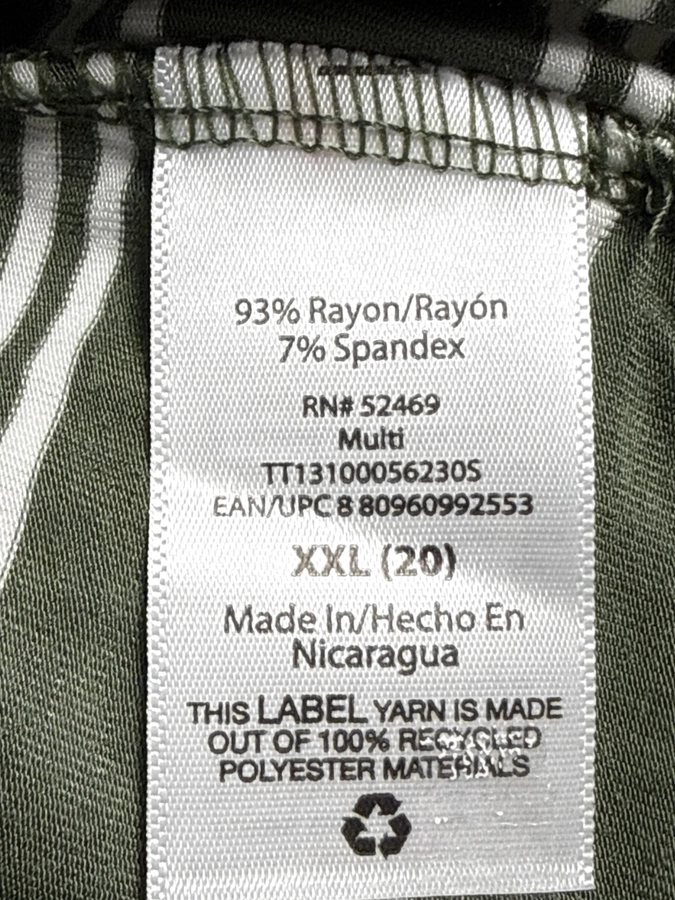 93% Rayon/Rayón
7% Spandex
RN# 52469
Multi
TT13100056230S
EAN/UPC 8 80960992553
XXL (20)
Made In/Hecho En
Nicaragua
THIS LABEL YARN IS MADE
OUT OF 100% RECYCLED
POLYESTER MATERIALS